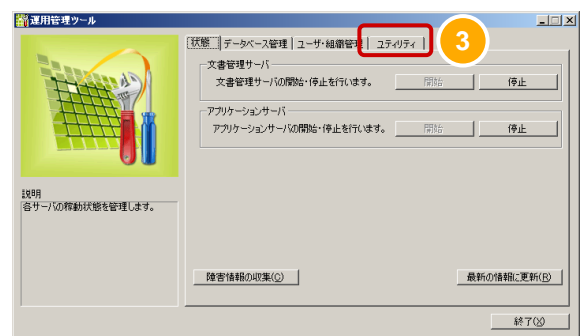 運用管理ツール
状態 データベース管理 ユーザ・組織管理 ユティリティ
3
文書管理サーバ
文書管理サーバの開始・停止を行います。 開始 停止
アプリケーションサーバ
アプリケーションサーバの開始・停止を行います。 開始 停止
説明
各サーバの稼動状態を管理します。
障害情報の収集(C) 最新の情報に更新(R)
終了(X)